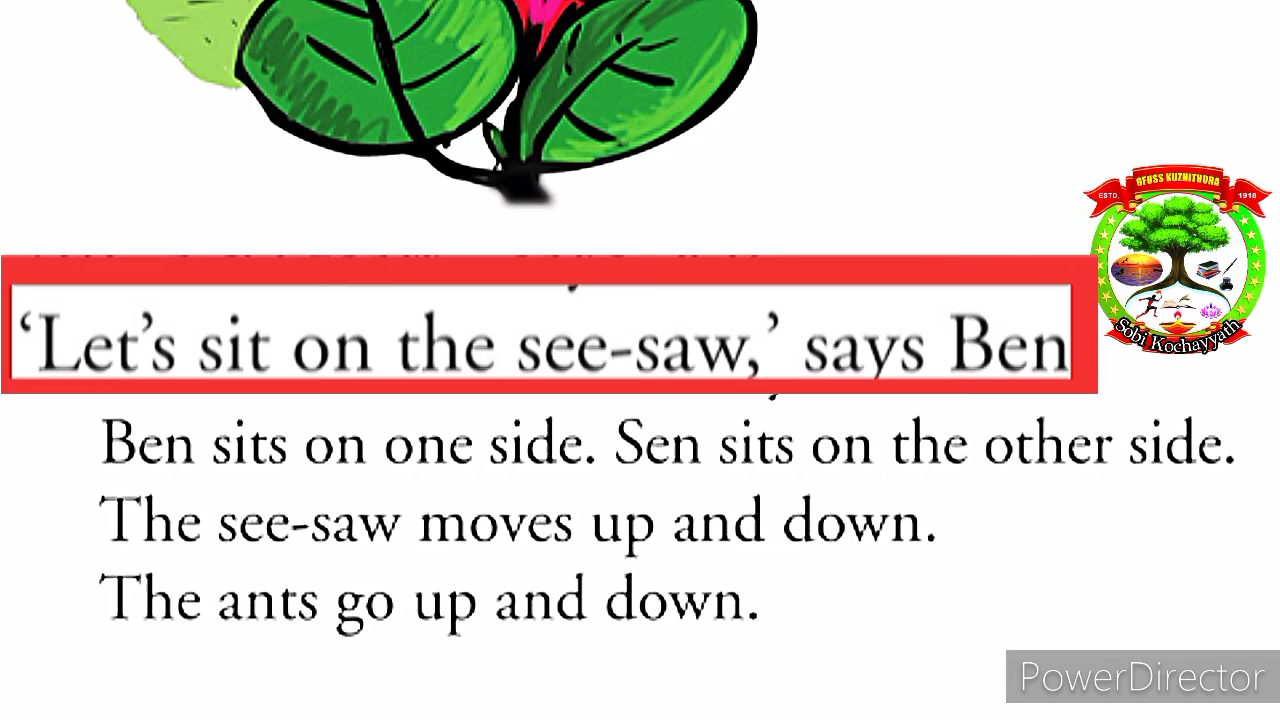 GFHSS KUZHITHURA
ESTD. 1918
Sobi Kochayyath
‘Let’s sit on the see-saw,’ says Ben
Ben sits on one side. Sen sits on the other side.
The see-saw moves up and down.
The ants go up and down.
PowerDirector